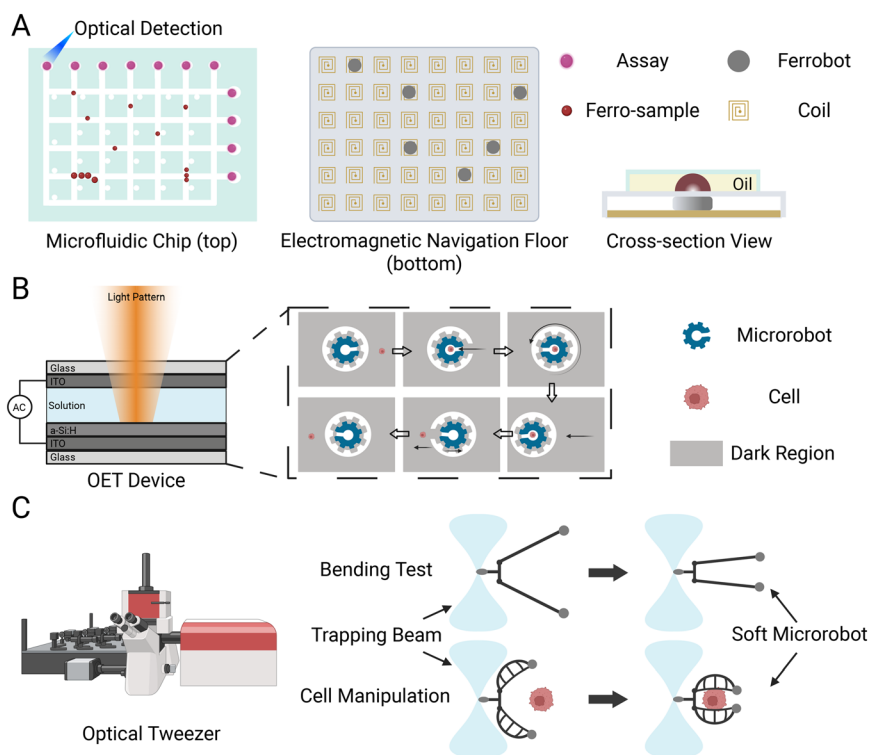 A
Optical Detection
Assay
Ferrobot
Ferro-sample
Coil
Oil
Microfluidic Chip (top)
Electromagnetic Navigation Floor
(bottom)
Cross-section View
B
Light Pattern
Glass
ITO
Solution
AC
a-Si:H
ITO
Glass
OET Device
Microrobot
Cell
Dark Region
C
Bending Test
Trapping Beam
Soft Microrobot
Cell Manipulation
Optical Tweezer